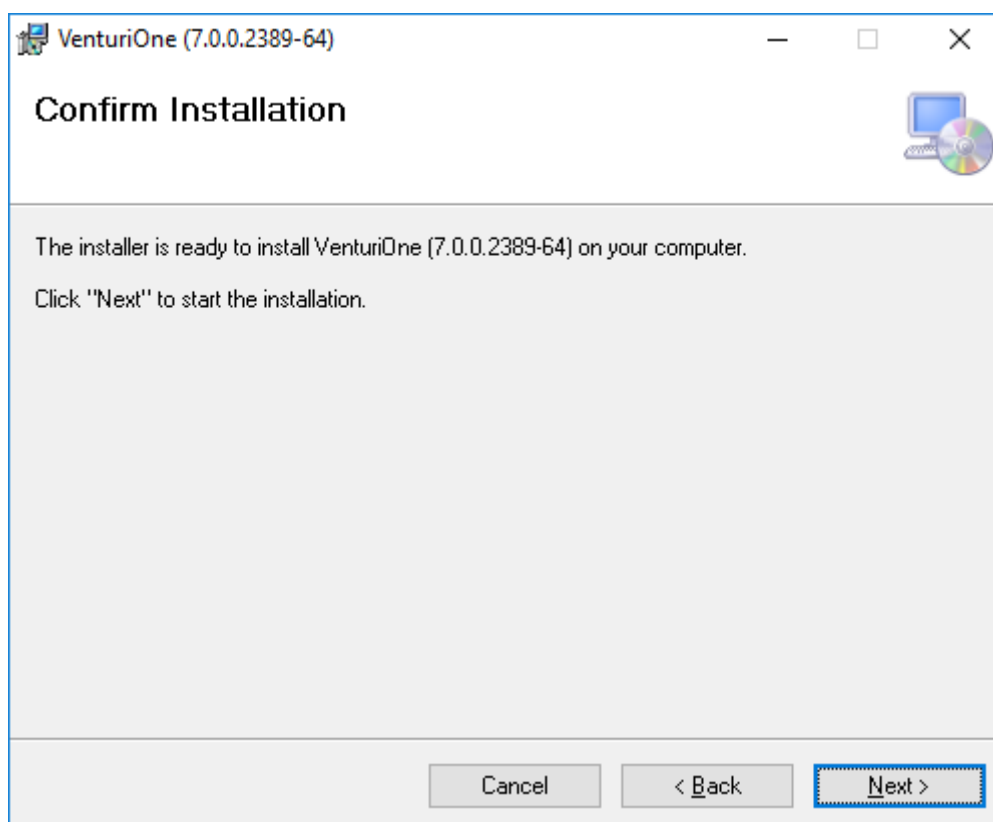 VenturiOne (7.0.0.2389-64)
Confirm Installation
The installer is ready to install VenturiOne (7.0.0.2389-64) on your computer.
Click "Next" to start the installation.
Cancel
< Back
Next >